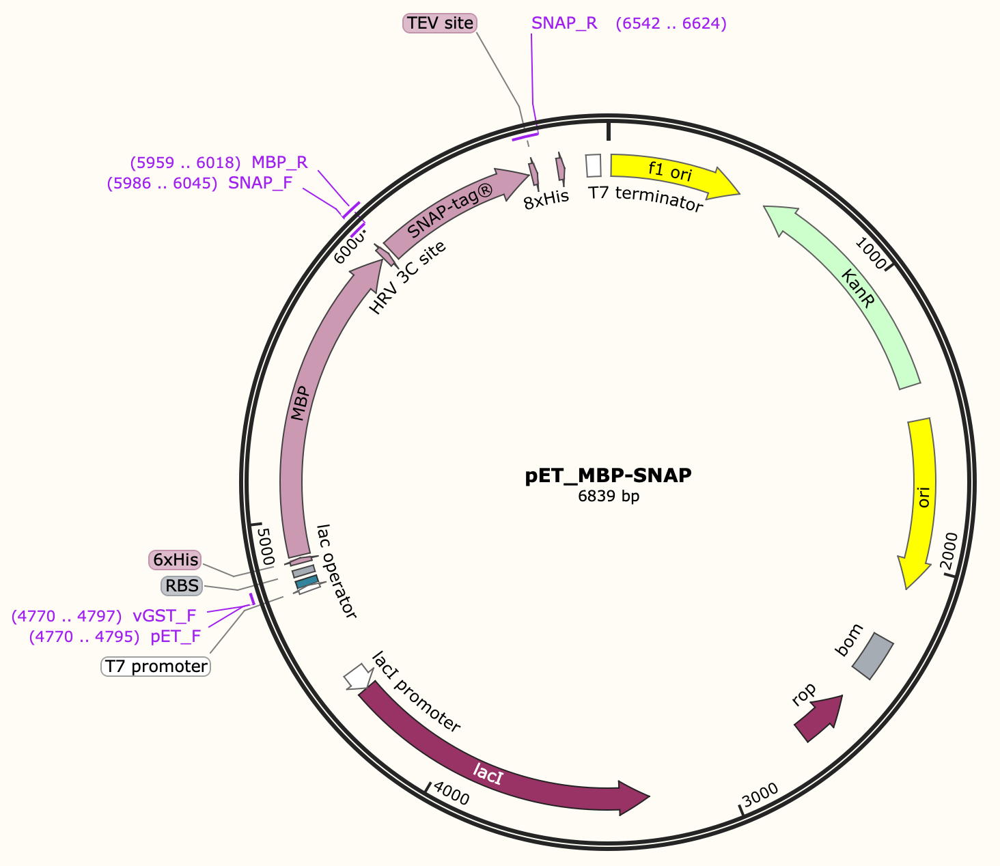 TEV site
SNAP_R (6542 .. 6624)
(5959 .. 6018) MBP_R
(5986 .. 6045) SNAP_F
6000
SNAP-tag®
8xHis
T7 terminator
f1 ori
HRV 3C site
1000
KanR
MBP
pET_MBP-SNAP
6839 bp
ori
2000
5000
lac operator
6xHis
RBS
(4770 .. 4797) vGST_F
(4770 .. 4795) pET_F
T7 promoter
bom
lacI promoter
rop
lacI
4000
3000